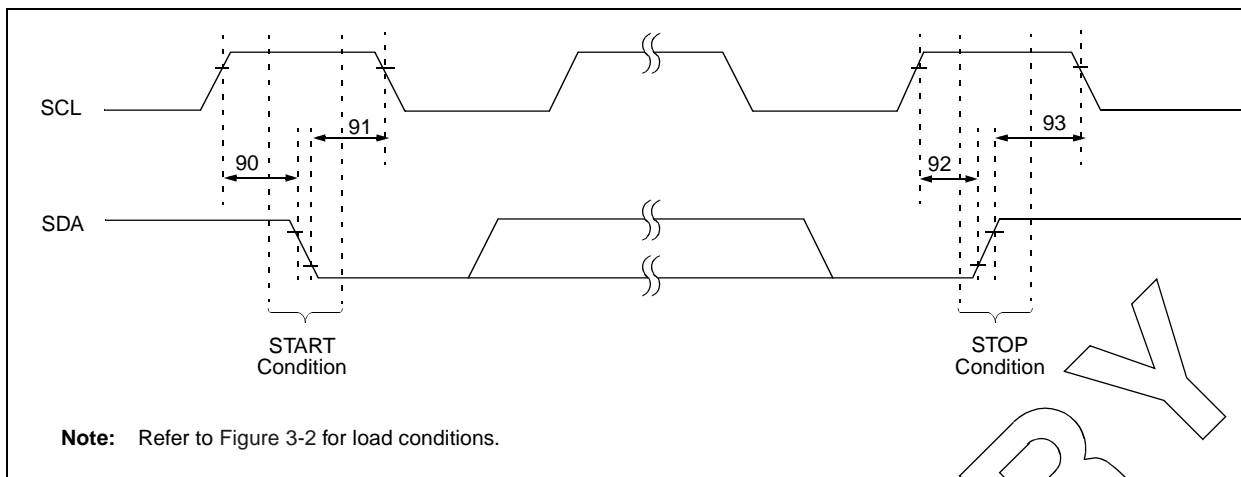 SCL
91
93
90
92
SDA
START
Condition
STOP
Condition
Note: Refer to Figure 3-2 for load conditions.
R Y